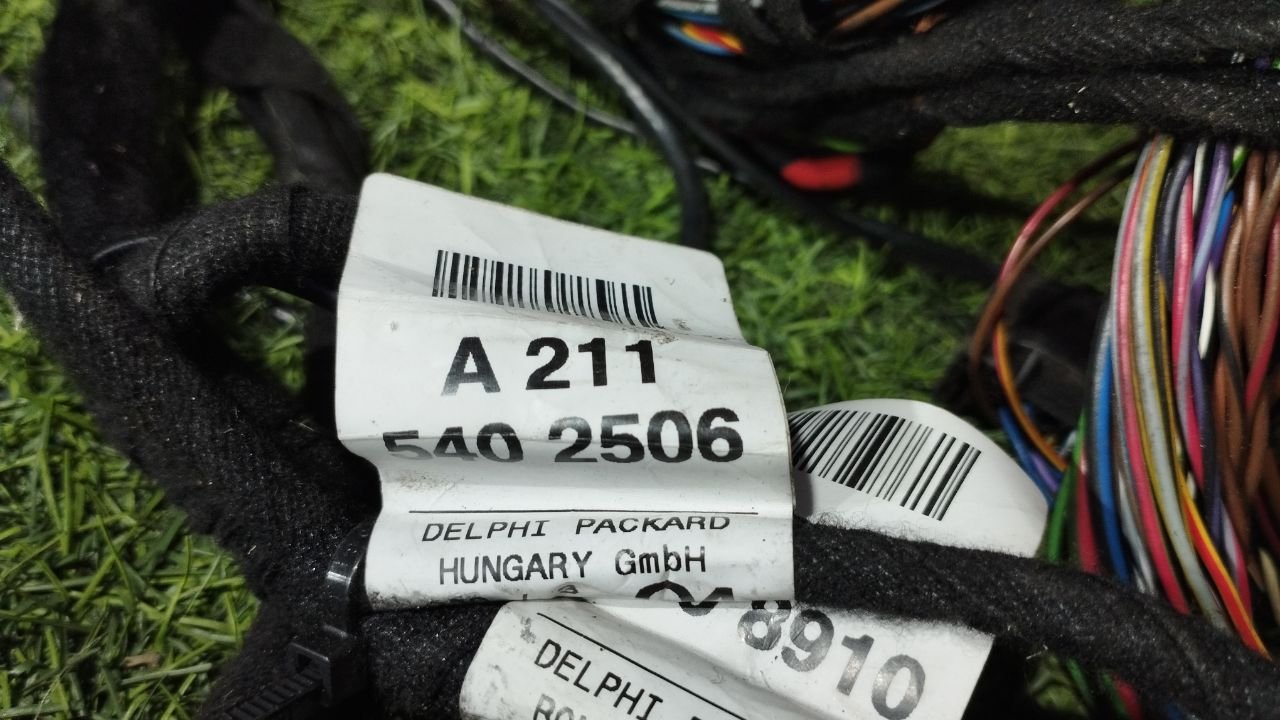 A 211
540 2506
DELPHI PACKARD
HUNGARY GmbH
8910
DELPHI